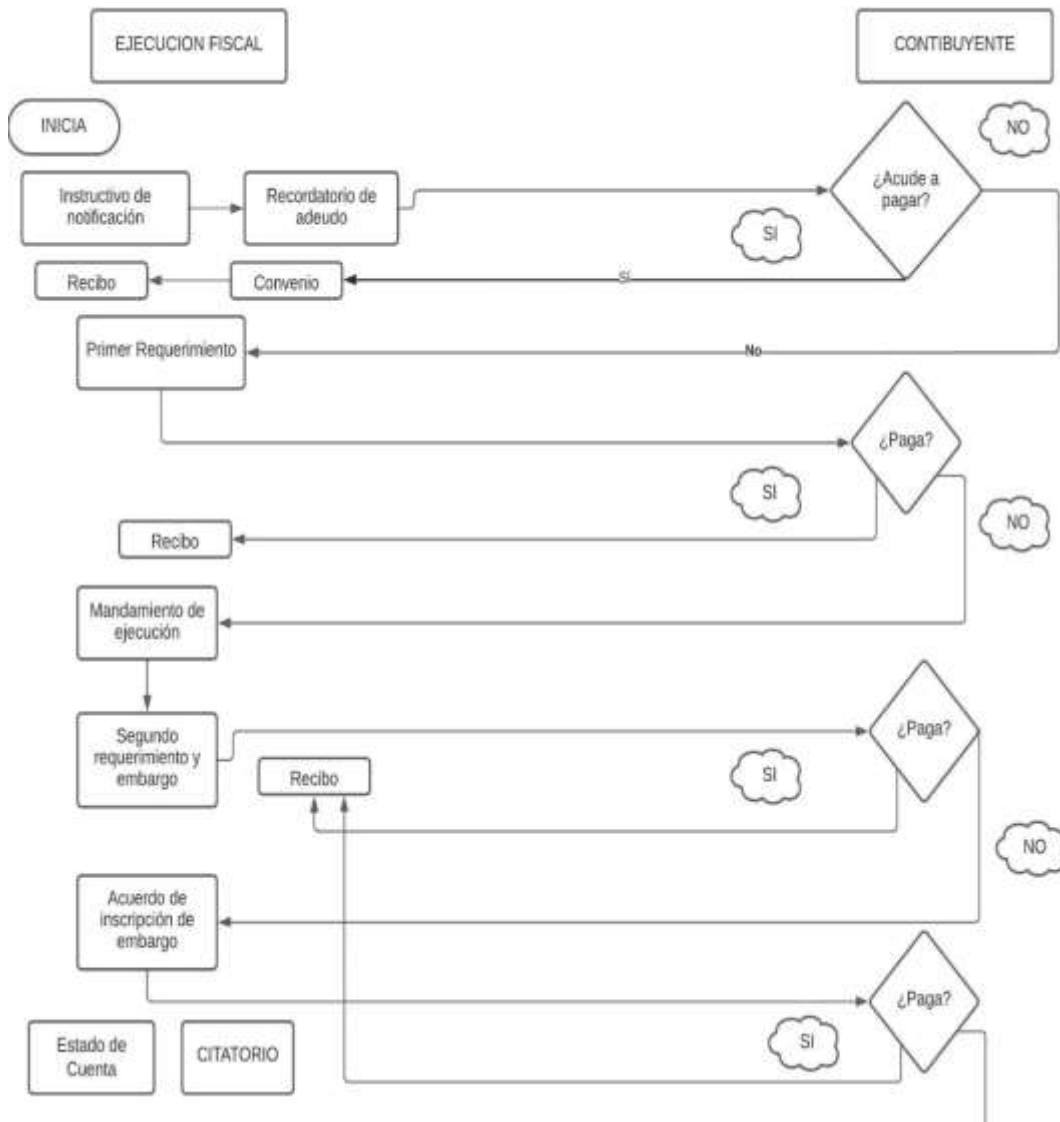 EJECUCION FISCAL
CONTIBUYENTE
INICIA
NO
Instructivo de
notificación
Recordatorio de
adeudo
¿Acude a
pagar?
SI
Recibo
Convenio
Sí
Primer Requerimiento
No
¿Paga?
SI
NO
Recibo
Mandamiento de
ejecución
Segundo
requerimiento y
embargo
¿Paga?
Recibo
SI
NO
Acuerdo de
inscripción de
embargo
¿Paga?
SI
Estado de
Cuenta
CITATORIO